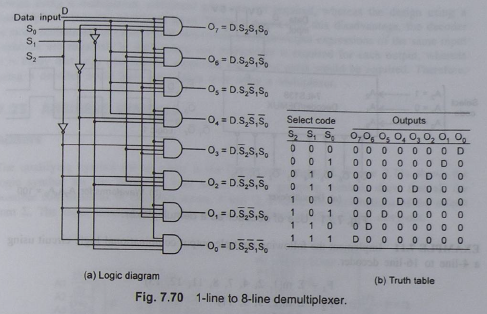 Data input D
S₀
S₁
S₂
O₇ = D.S₂S₁S₀
O₆ = D.S₂S₁S̅₀
O₅ = D.S₂S̅₁S₀
O₄ = D.S₂S̅₁S̅₀
O₃ = D.S̅₂S₁S₀
O₂ = D.S̅₂S₁S̅₀
O₁ = D.S̅₂S̅₁S₀
O₀ = D.S̅₂S̅₁S̅₀
Select code Outputs
S₂ S₁ S₀ O₇ O₆ O₅ O₄ O₃ O₂ O₁ O₀
0 0 0 0 0 0 0 0 0 0 D
0 0 1 0 0 0 0 0 0 D 0
0 1 0 0 0 0 0 0 D 0 0
0 1 1 0 0 0 0 D 0 0 0
1 0 0 0 0 0 D 0 0 0 0
1 0 1 0 0 D 0 0 0 0 0
1 1 0 0 D 0 0 0 0 0 0
1 1 1 D 0 0 0 0 0 0 0
(a) Logic diagram (b) Truth table
Fig. 7.70 1-line to 8-line demultiplexer.